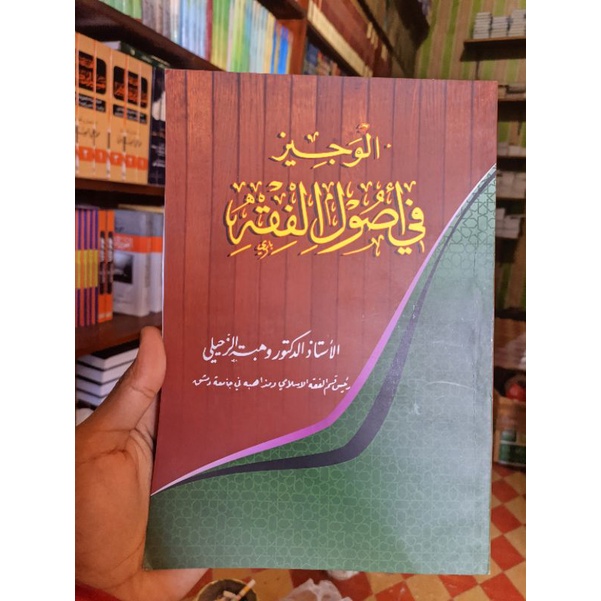 الوجيز
في أصول الفقه
الأستاذ الدكتور وهبة الزحيلي
رئيس قسم الفقه الإسلامي ومذاهبه في جامعة دمشق